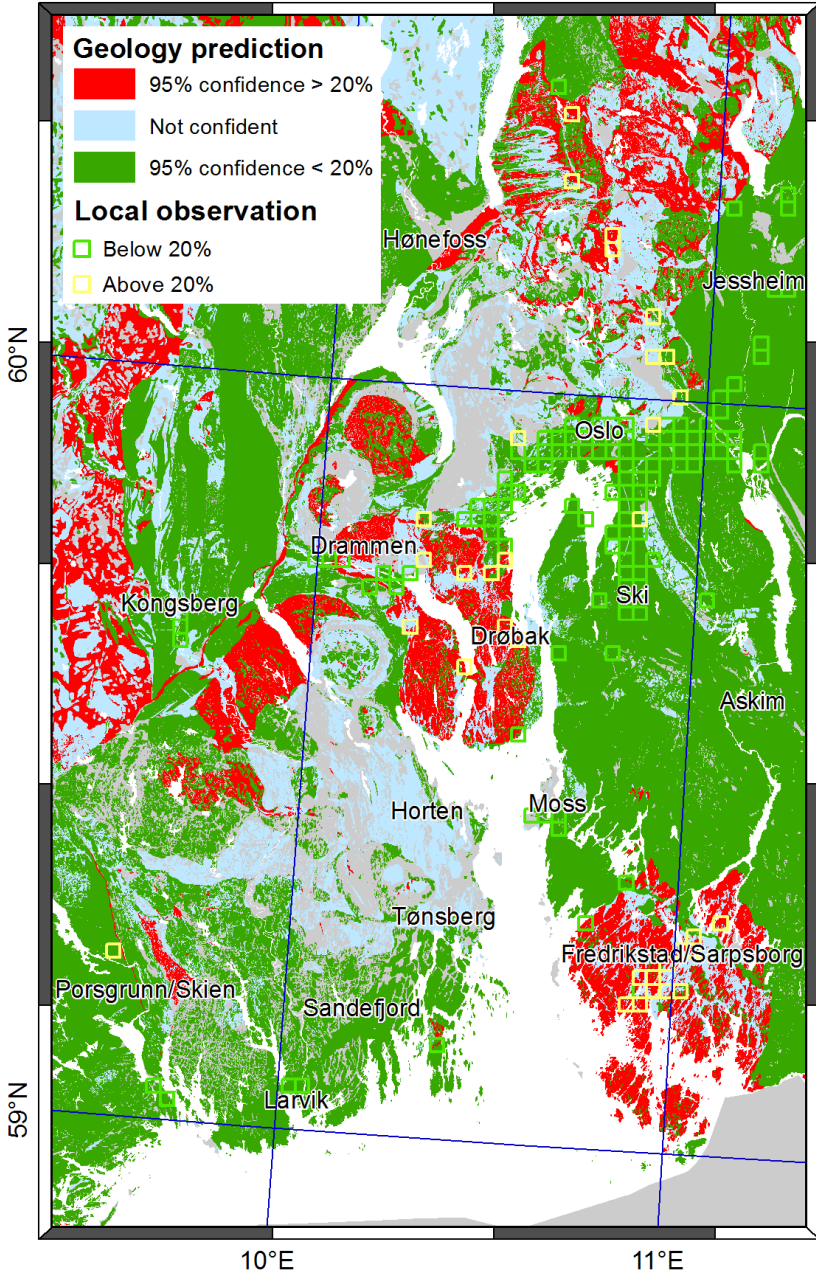 Geology prediction
95% confidence > 20%
Not confident
95% confidence < 20%
Local observation
Below 20%
Above 20%
Hønefoss
Jessheim
60°N
Oslo
Drammen
Kongsberg
Ski
Drøbak
Askim
Horten
Moss
Tønsberg
Fredrikstad/Sarpsborg
Porsgrunn/Skien
Sandefjord
Larvik
59°N
10°E
11°E